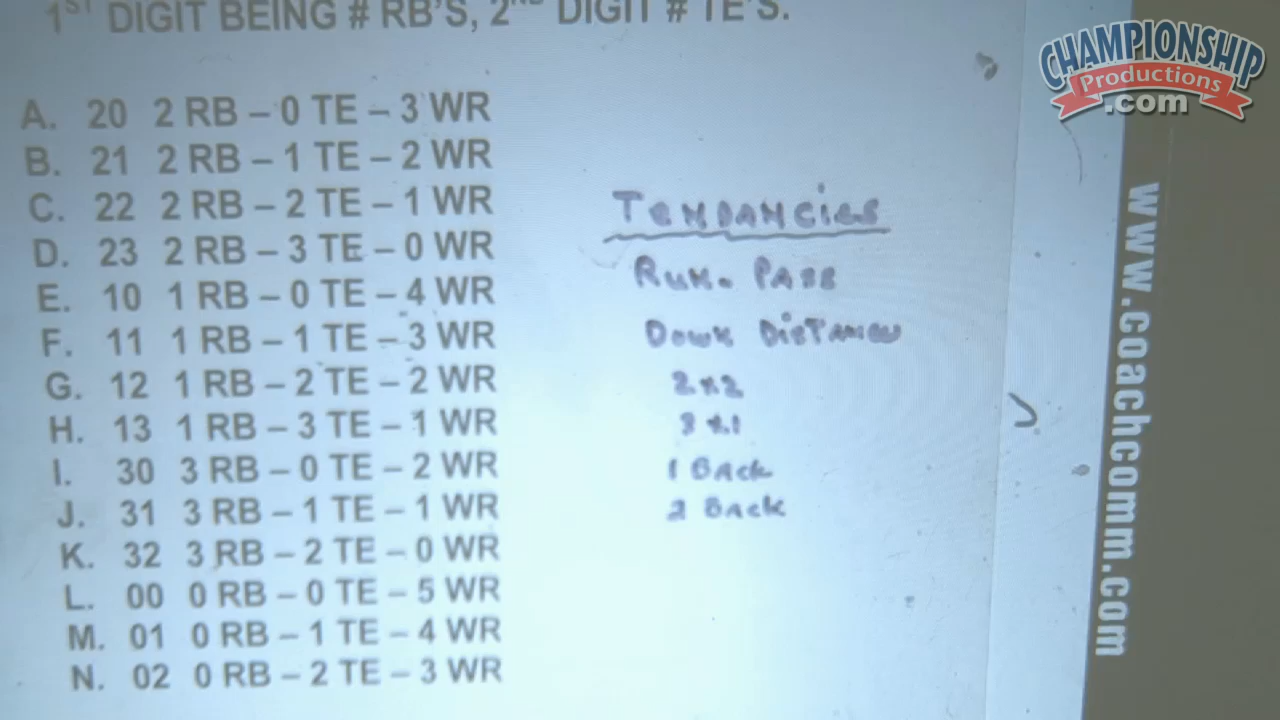 1ST DIGIT BEING # RB'S, 2ND DIGIT # TE'S.
A. 20 2 RB – 0 TE – 3 WR
B. 21 2 RB – 1 TE – 2 WR
C. 22 2 RB – 2 TE – 1 WR
D. 23 2 RB – 3 TE – 0 WR
E. 10 1 RB – 0 TE – 4 WR
F. 11 1 RB – 1 TE – 3 WR
G. 12 1 RB – 2 TE – 2 WR
H. 13 1 RB – 3 TE – 1 WR
I. 30 3 RB – 0 TE – 2 WR
J. 31 3 RB – 1 TE – 1 WR
K. 32 3 RB – 2 TE – 0 WR
L. 00 0 RB – 0 TE – 5 WR
M. 01 0 RB – 1 TE – 4 WR
N. 02 0 RB – 2 TE – 3 WR
TENDANCIES
RUN - PASS
DOWN DISTANCE
2x2
3x1
1 BACK
2 BACK
CHAMPIONSHIP
Productions
.com
www.coachcomm.com